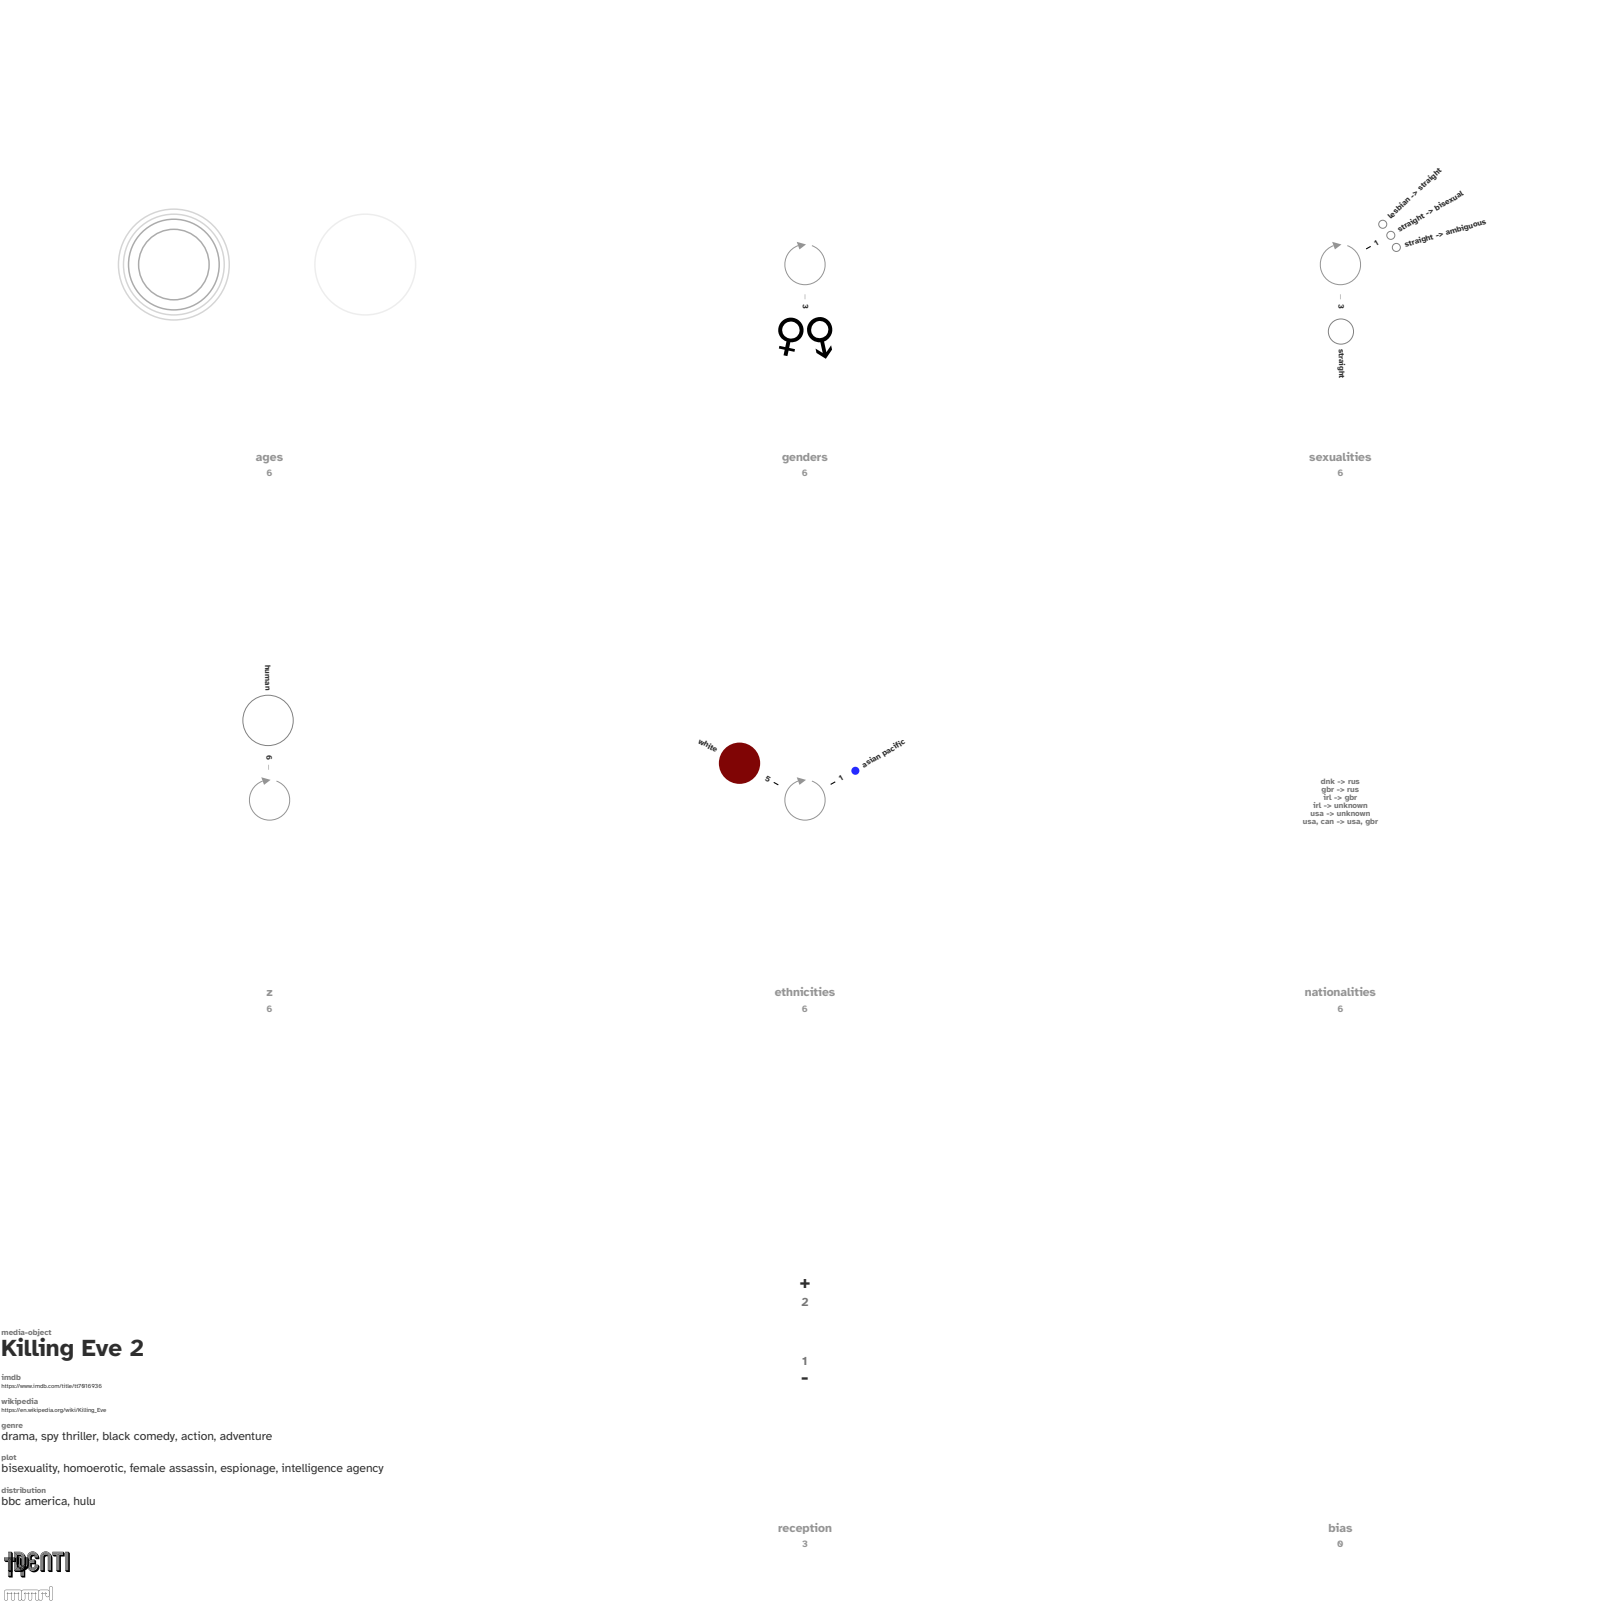 lesbian -> straight
straight -> bisexual
straight -> ambiguous
– 1
– 3
– 3
straight
ages
6
genders
6
sexualities
6
human
6 –
white
5 –
– 1
asian pacific
dnk -> rus
gbr -> rus
irl -> gbr
irl -> unknown
usa -> unknown
usa, can -> usa, gbr
z
6
ethnicities
6
nationalities
6
+
2
1
-
media-object
Killing Eve 2
imdb
https://www.imdb.com/title/tt7016936
wikipedia
https://en.wikipedia.org/wiki/Killing_Eve
genre
drama, spy thriller, black comedy, action, adventure
plot
bisexuality, homoerotic, female assassin, espionage, intelligence agency
distribution
bbc america, hulu
reception
3
bias
0
IDENTI